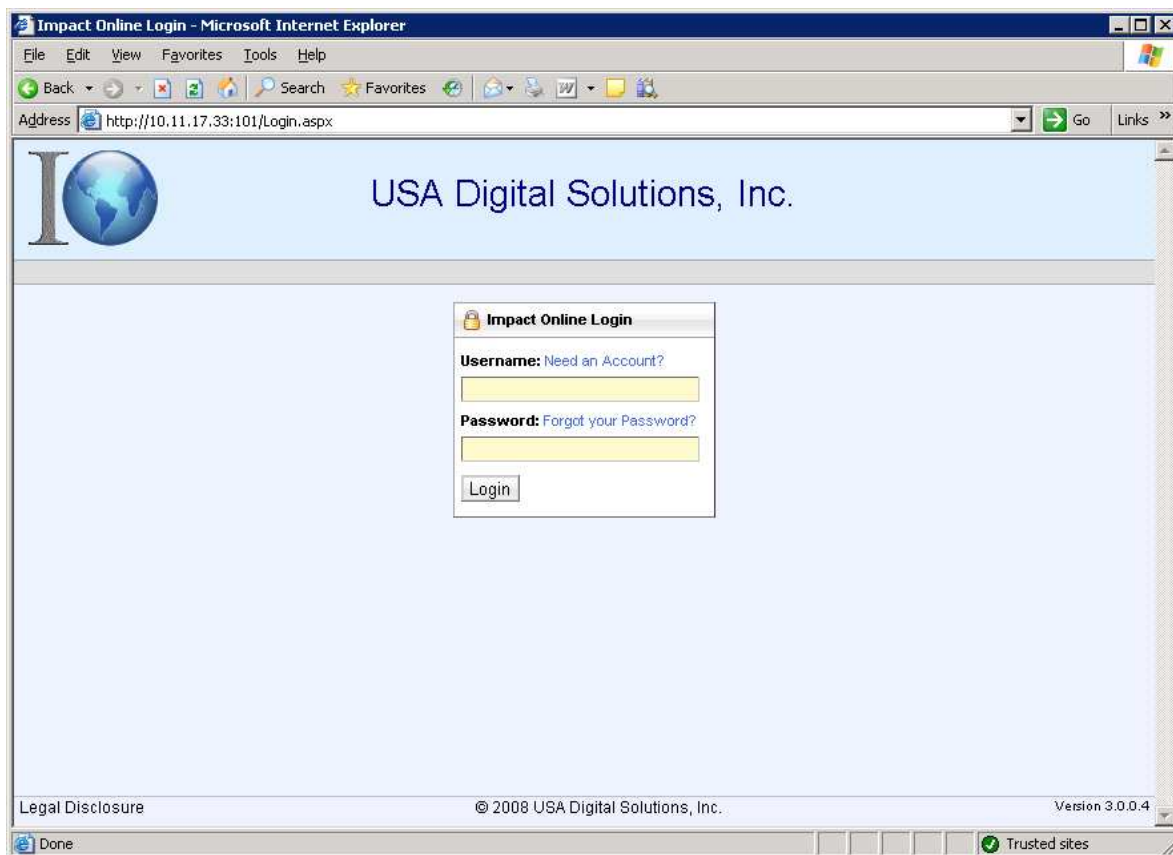 Impact Online Login - Microsoft Internet Explorer
File Edit View Favorites Tools Help
Back Search Favorites
Address http://10.11.17.33:101/Login.aspx Go Links »
IO USA Digital Solutions, Inc.
Impact Online Login
Username: Need an Account?
Password: Forgot your Password?
Login
Legal Disclosure © 2008 USA Digital Solutions, Inc. Version 3.0.0.4
Done Trusted sites